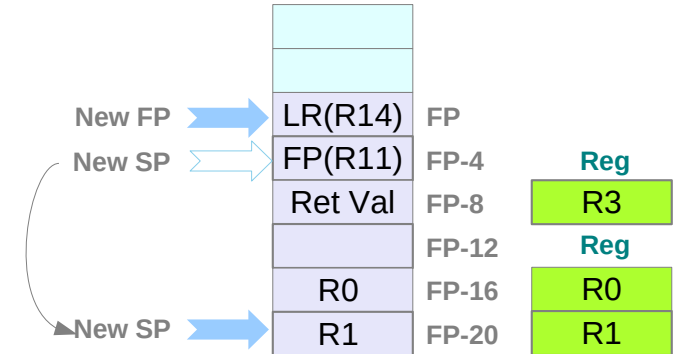 New FP LR(R14) FP
New SP FP(R11) FP-4 Reg
Ret Val FP-8 R3
FP-12 Reg
R0 FP-16 R0
New SP R1 FP-20 R1